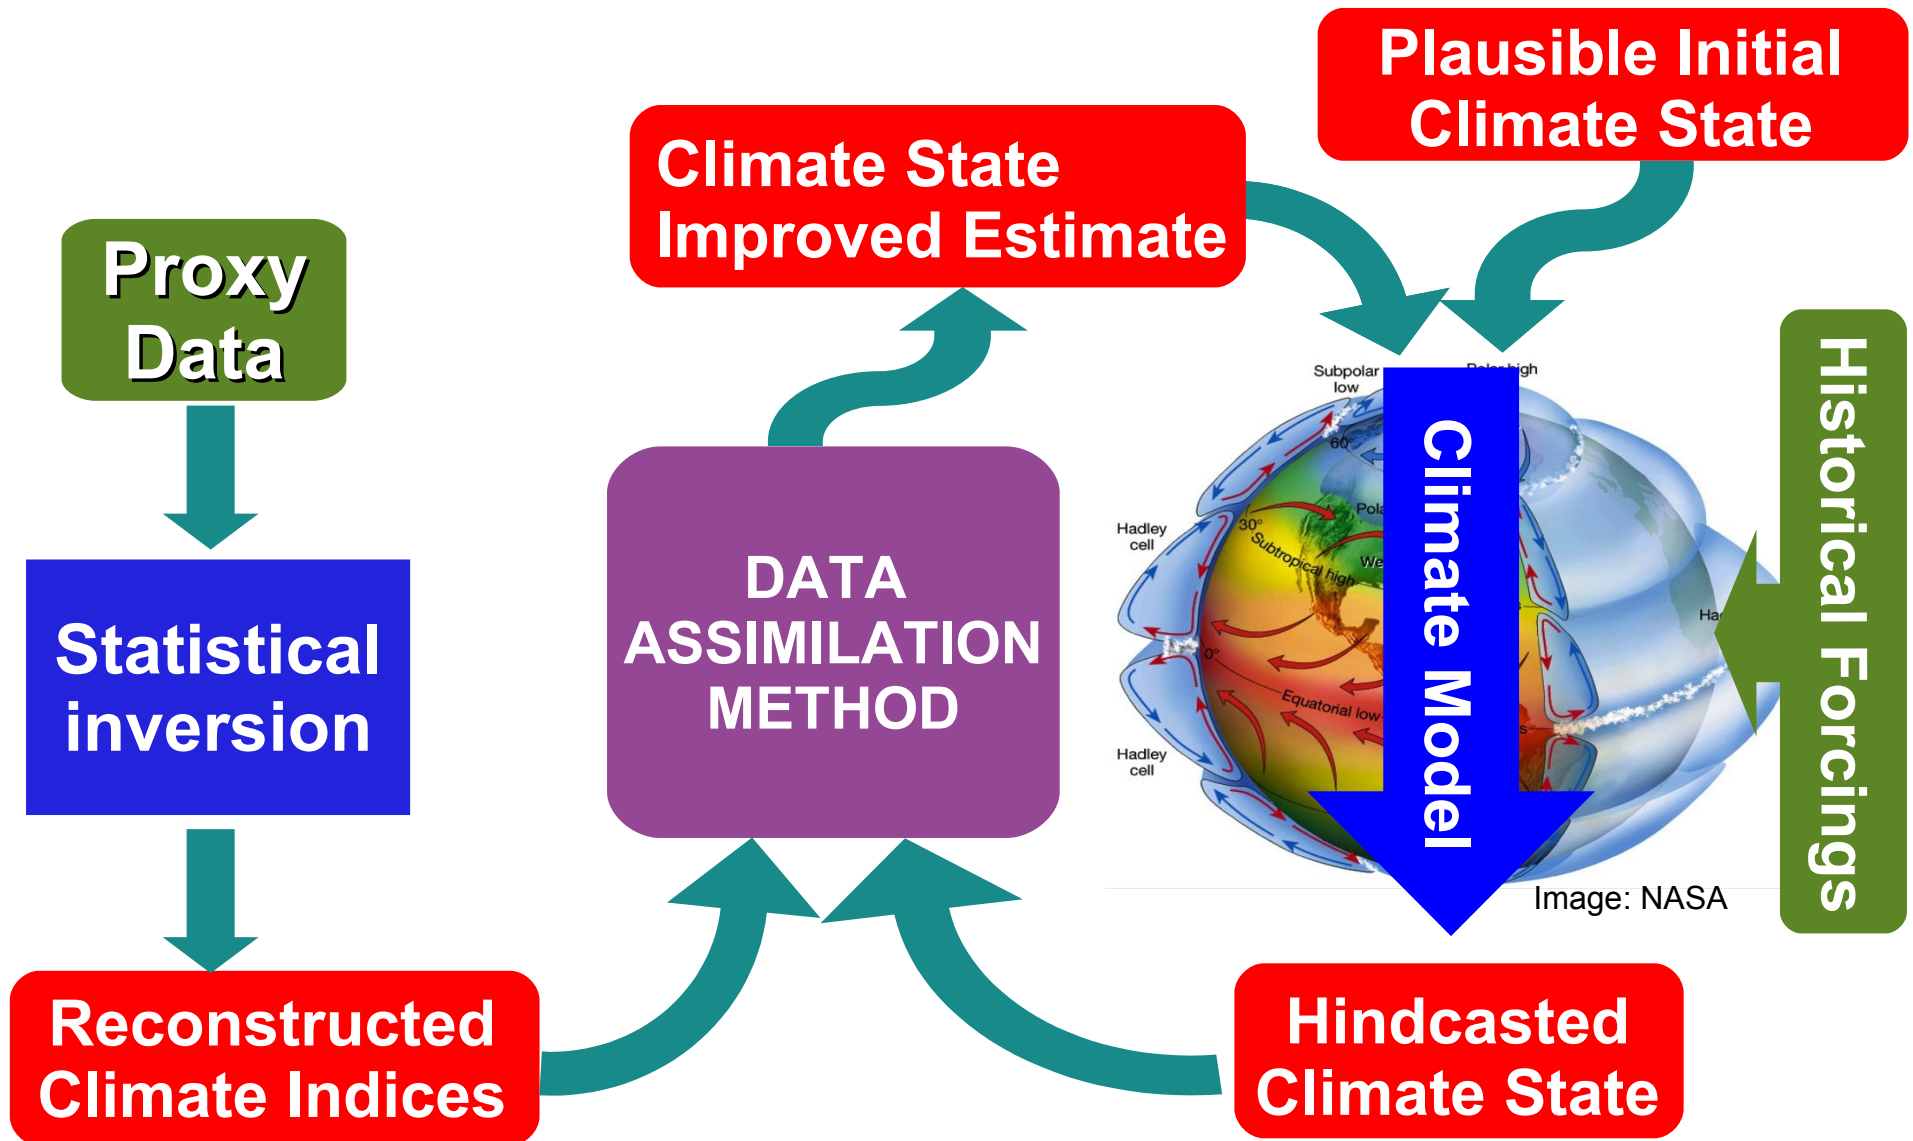 Plausible Initial
Climate State
Climate State
Improved Estimate
Proxy
Data
Statistical
inversion
Reconstructed
Climate Indices
DATA
ASSIMILATION
METHOD
Subpolar
low
high
60°
Hadley
cell
30°
Subtropical high
0°
Equatorial low
Hadley
cell
Climate Model
Historical Forcings
Image: NASA
Hindcasted
Climate State